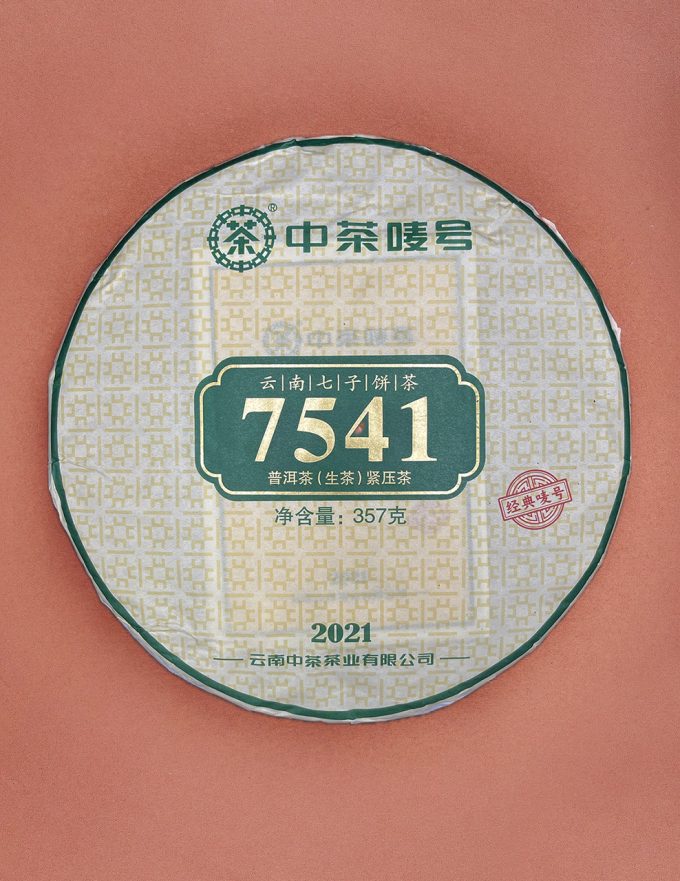 茶® 中茶唛号
云|南|七|子|饼|茶
7541
普洱茶(生茶)紧压茶
净含量：357克
经典唛号
2021
云南中茶茶业有限公司